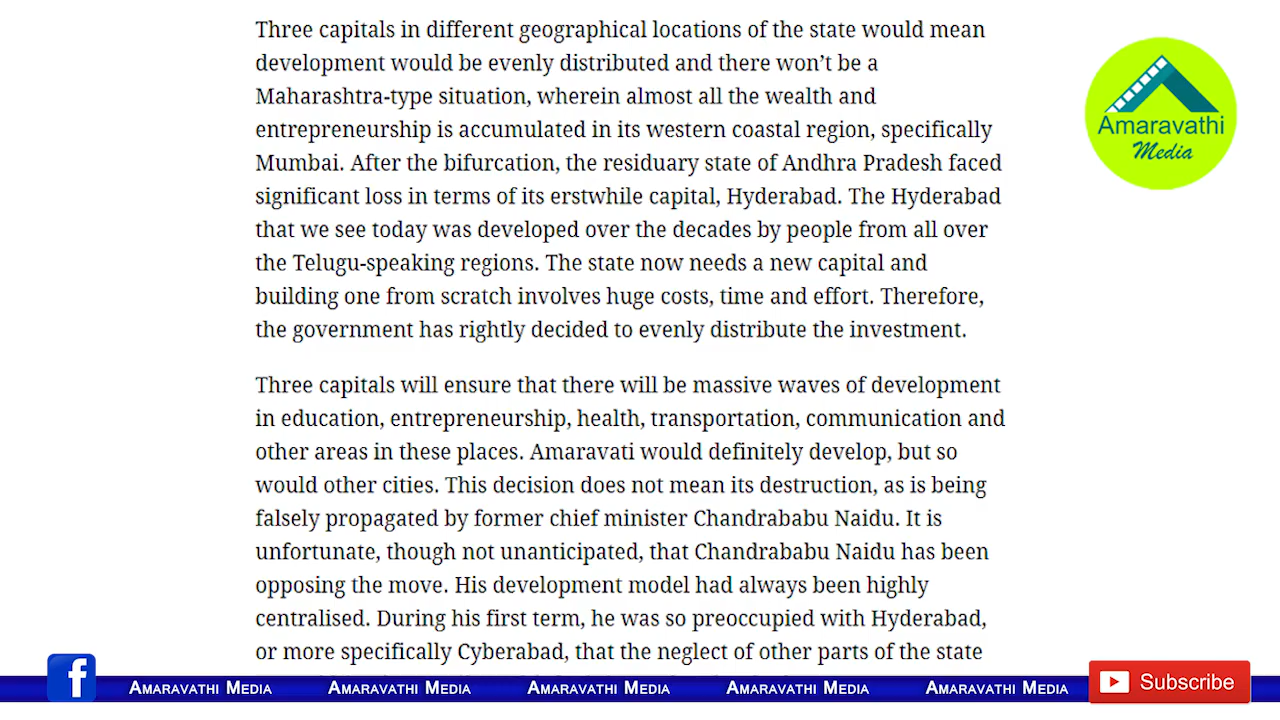 Three capitals in different geographical locations of the state would mean
development would be evenly distributed and there won’t be a
Maharashtra-type situation, wherein almost all the wealth and
entrepreneurship is accumulated in its western coastal region, specifically
Mumbai. After the bifurcation, the residuary state of Andhra Pradesh faced
significant loss in terms of its erstwhile capital, Hyderabad. The Hyderabad
that we see today was developed over the decades by people from all over
the Telugu-speaking regions. The state now needs a new capital and
building one from scratch involves huge costs, time and effort. Therefore,
the government has rightly decided to evenly distribute the investment.
Three capitals will ensure that there will be massive waves of development
in education, entrepreneurship, health, transportation, communication and
other areas in these places. Amaravati would definitely develop, but so
would other cities. This decision does not mean its destruction, as is being
falsely propagated by former chief minister Chandrababu Naidu. It is
unfortunate, though not unanticipated, that Chandrababu Naidu has been
opposing the move. His development model had always been highly
centralised. During his first term, he was so preoccupied with Hyderabad,
or more specifically Cyberabad, that the neglect of other parts of the state
Amaravathi
Media
f
Amaravathi Media Amaravathi Media Amaravathi Media Amaravathi Media Amaravathi Media
Subscribe